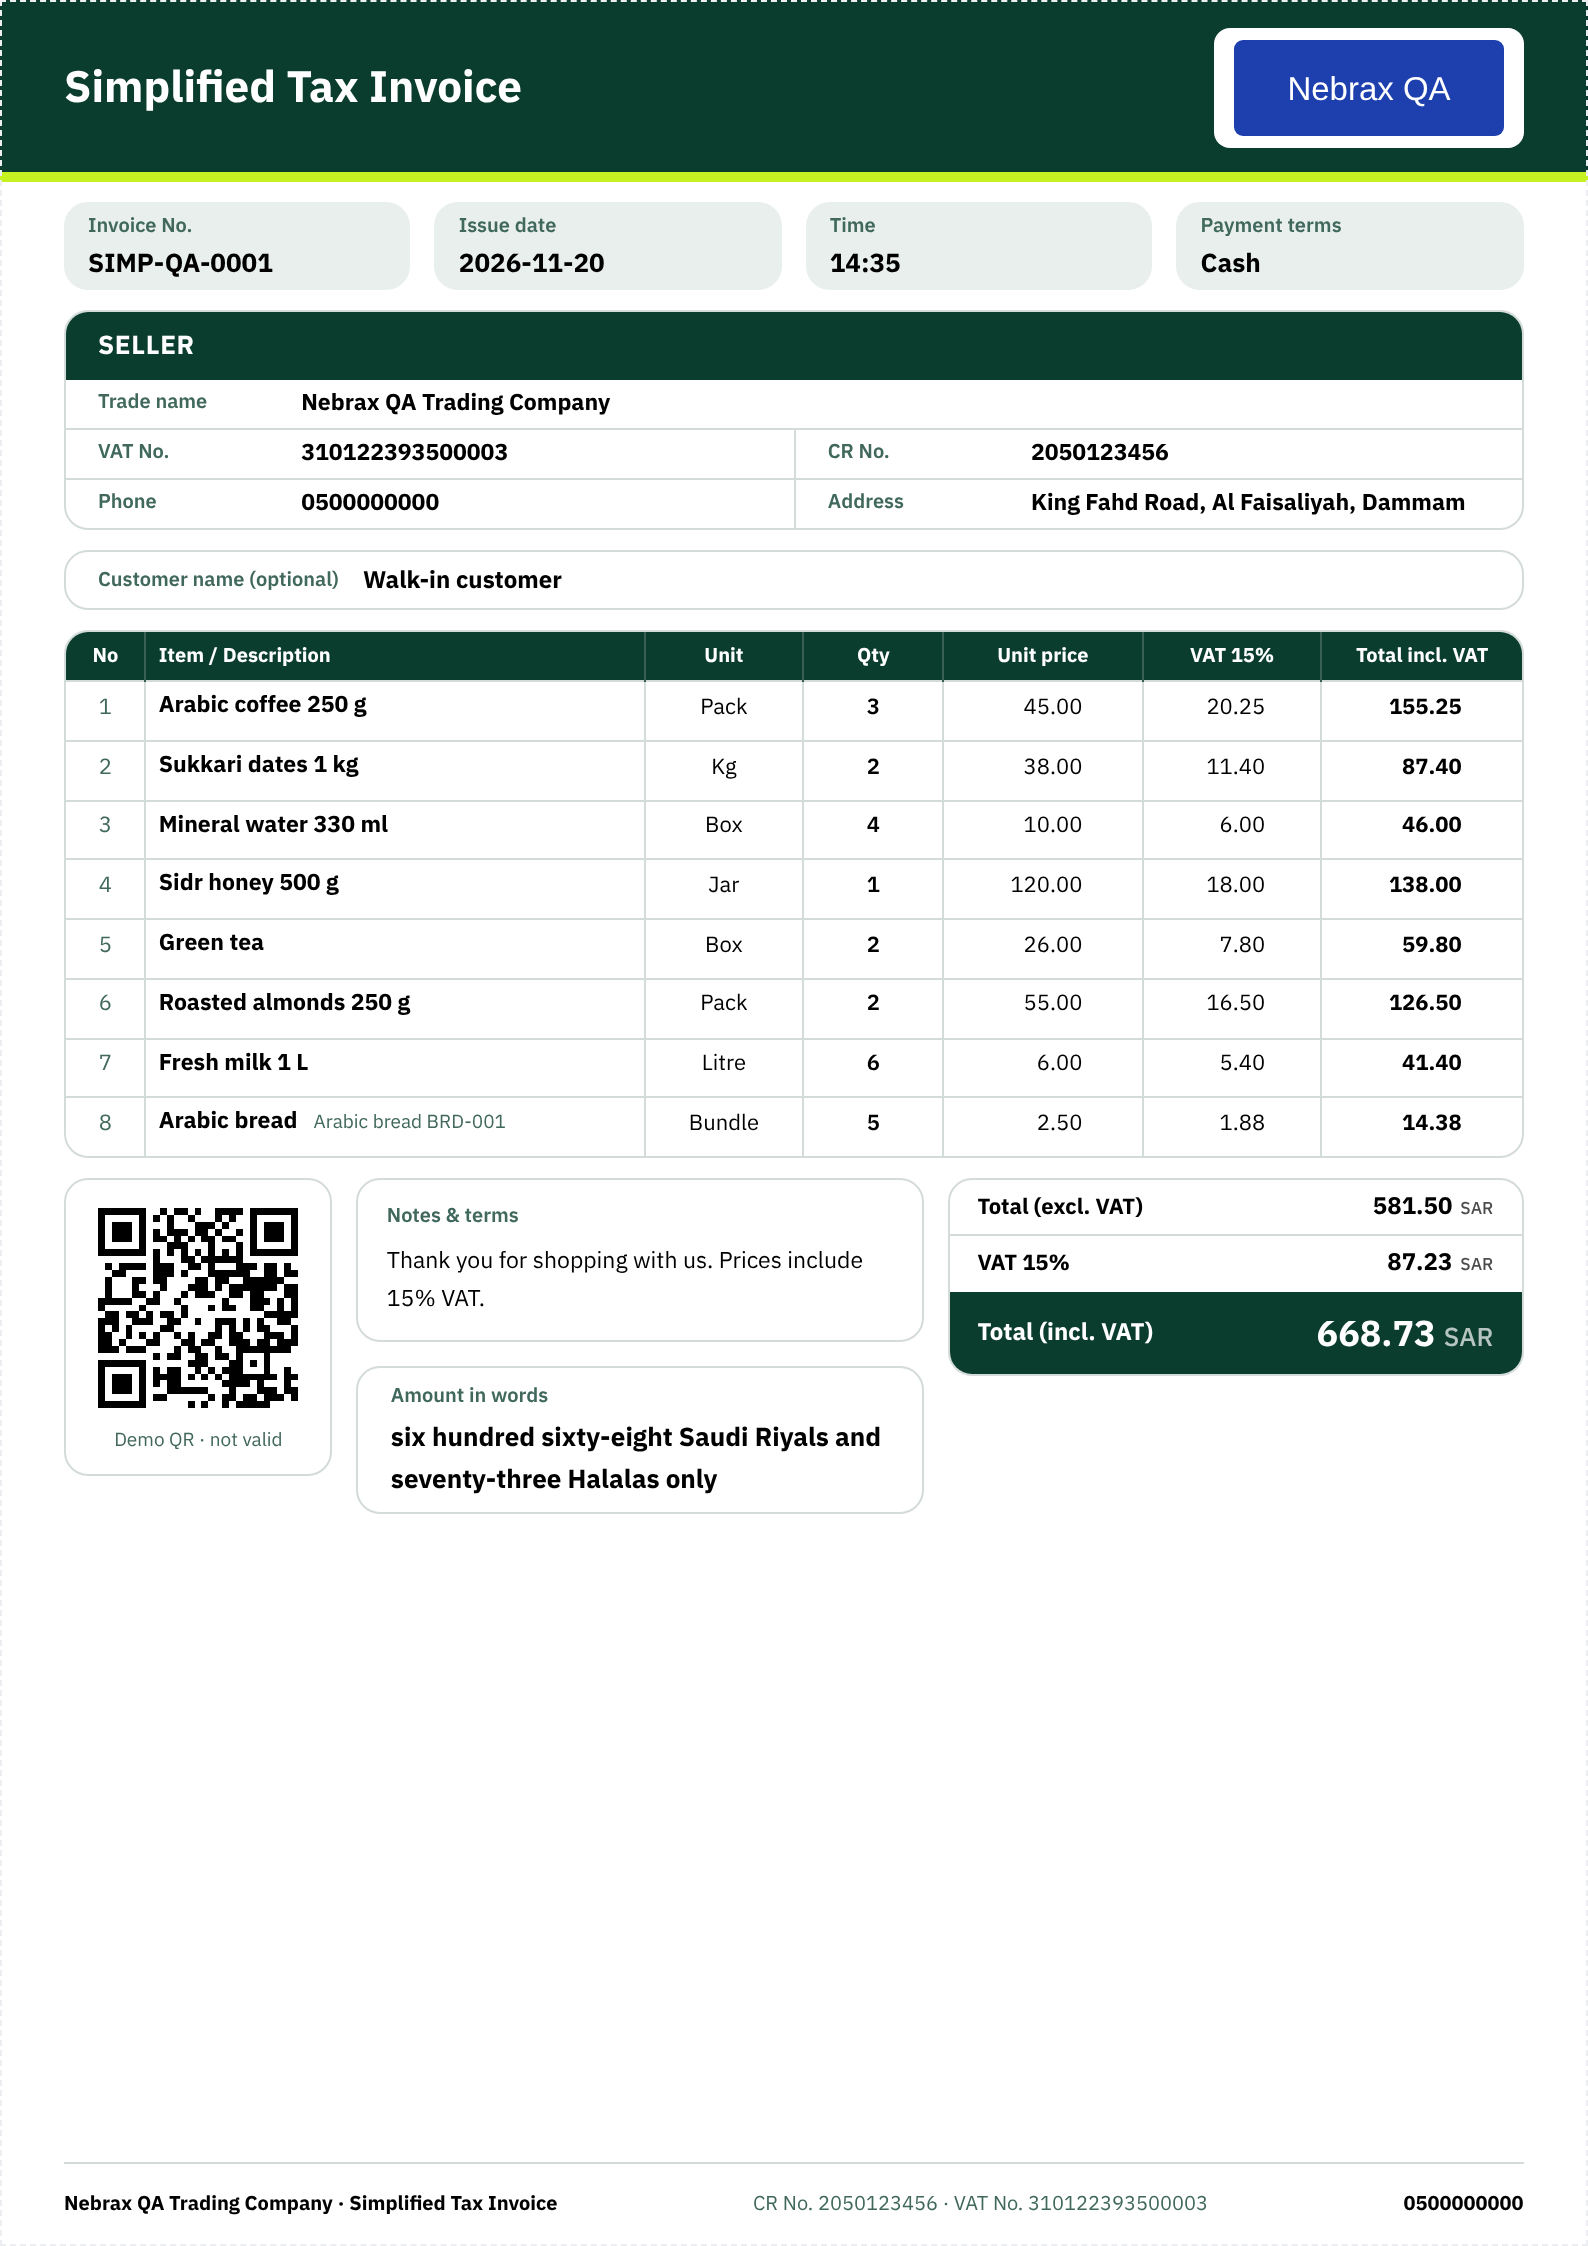 Simplified Tax Invoice
Nebrax QA
Invoice No.
SIMP-QA-0001
Issue date
2026-11-20
Time
14:35
Payment terms
Cash
SELLER
Trade name Nebrax QA Trading Company
VAT No. 310122393500003 CR No. 2050123456
Phone 0500000000 Address King Fahd Road, Al Faisaliyah, Dammam
Customer name (optional) Walk-in customer
No Item / Description Unit Qty Unit price VAT 15% Total incl. VAT
1 Arabic coffee 250 g Pack 3 45.00 20.25 155.25
2 Sukkari dates 1 kg Kg 2 38.00 11.40 87.40
3 Mineral water 330 ml Box 4 10.00 6.00 46.00
4 Sidr honey 500 g Jar 1 120.00 18.00 138.00
5 Green tea Box 2 26.00 7.80 59.80
6 Roasted almonds 250 g Pack 2 55.00 16.50 126.50
7 Fresh milk 1 L Litre 6 6.00 5.40 41.40
8 Arabic bread Arabic bread BRD-001 Bundle 5 2.50 1.88 14.38
Demo QR · not valid
Notes & terms
Thank you for shopping with us. Prices include
15% VAT.
Amount in words
six hundred sixty-eight Saudi Riyals and
seventy-three Halalas only
Total (excl. VAT) 581.50 SAR
VAT 15% 87.23 SAR
Total (incl. VAT) 668.73 SAR
Nebrax QA Trading Company · Simplified Tax Invoice CR No. 2050123456 · VAT No. 310122393500003 0500000000